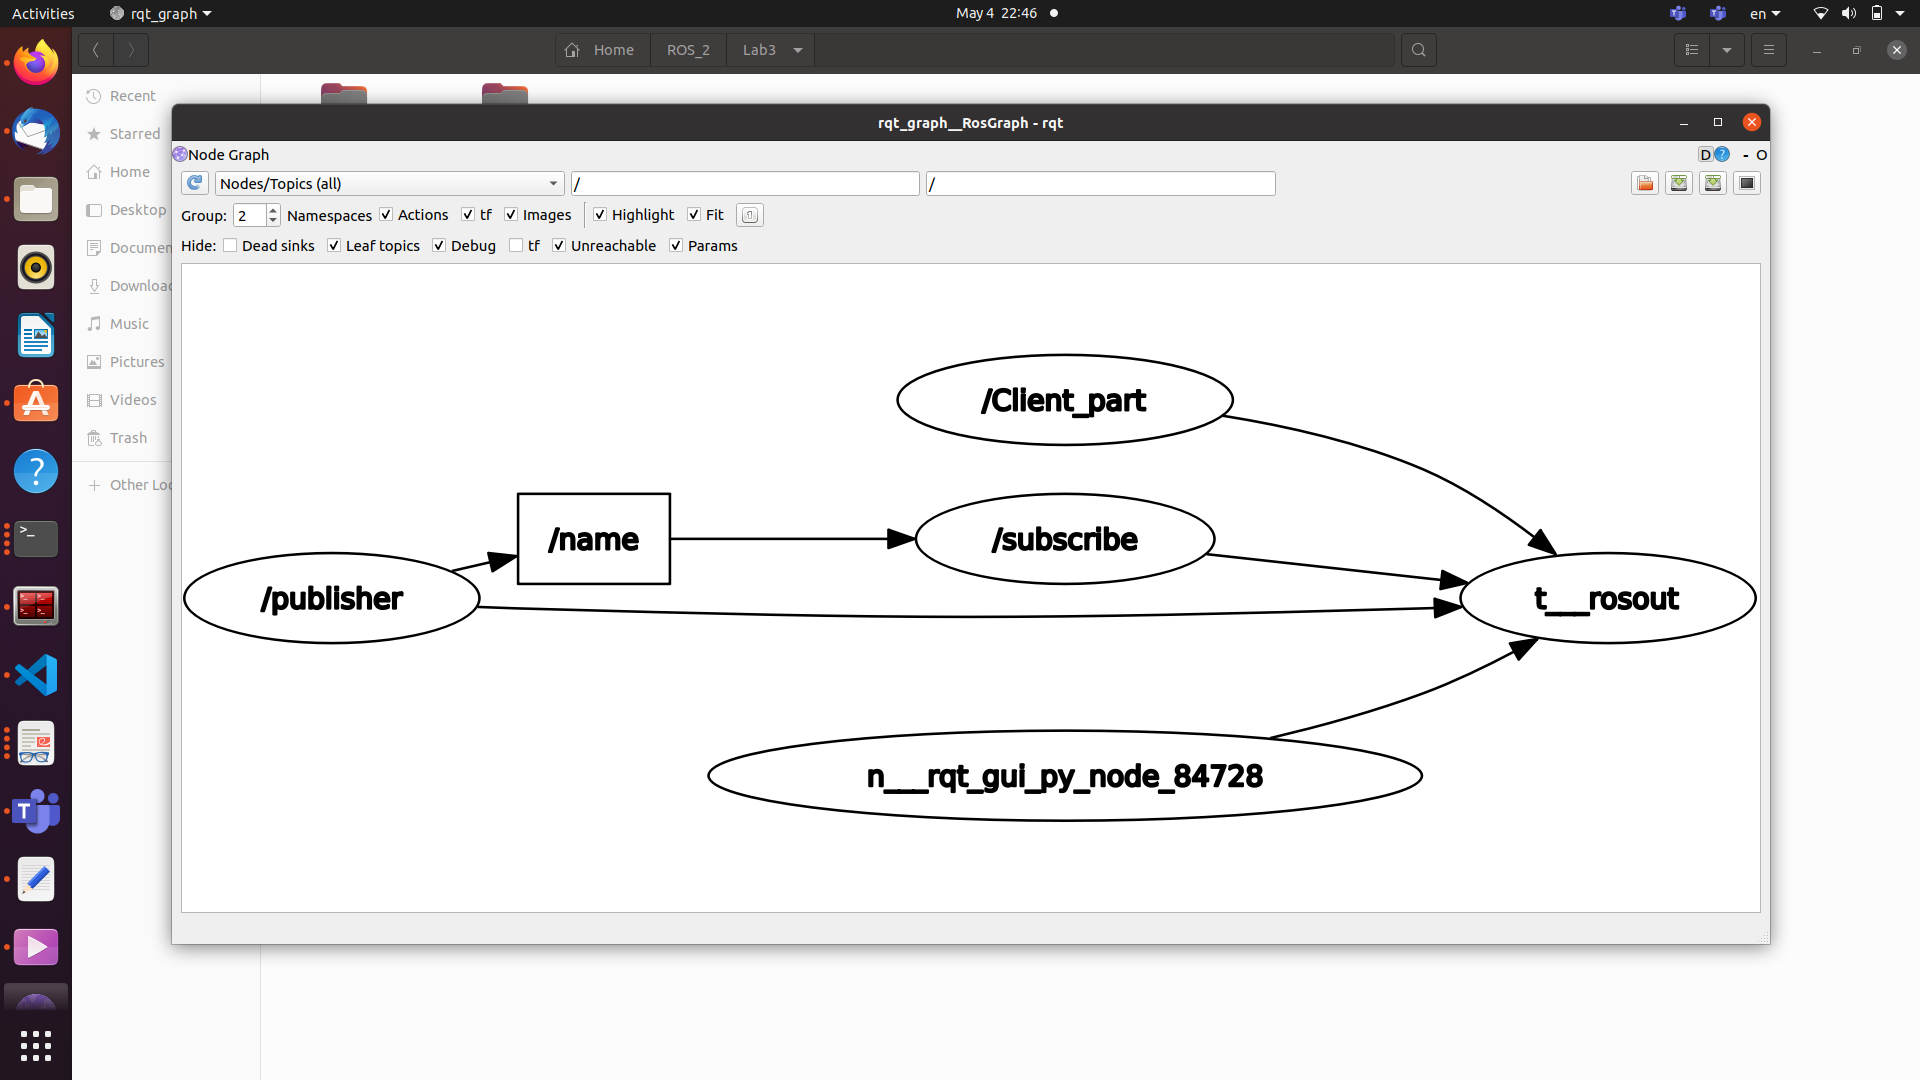 Activities rqt_graph May 4 22:46 en
Home ROS_2 Lab3
Recent
Starred
Home
Desktop
Documen
Downloa
Music
Pictures
Videos
Trash
Other Loc
rqt_graph__RosGraph - rqt
Node Graph D ? - O
Nodes/Topics (all) / /
Group: 2 Namespaces Actions tf Images Highlight Fit
Hide: Dead sinks Leaf topics Debug tf Unreachable Params
/Client_part
/name
/subscribe
/publisher
t___rosout
n___rqt_gui_py_node_84728